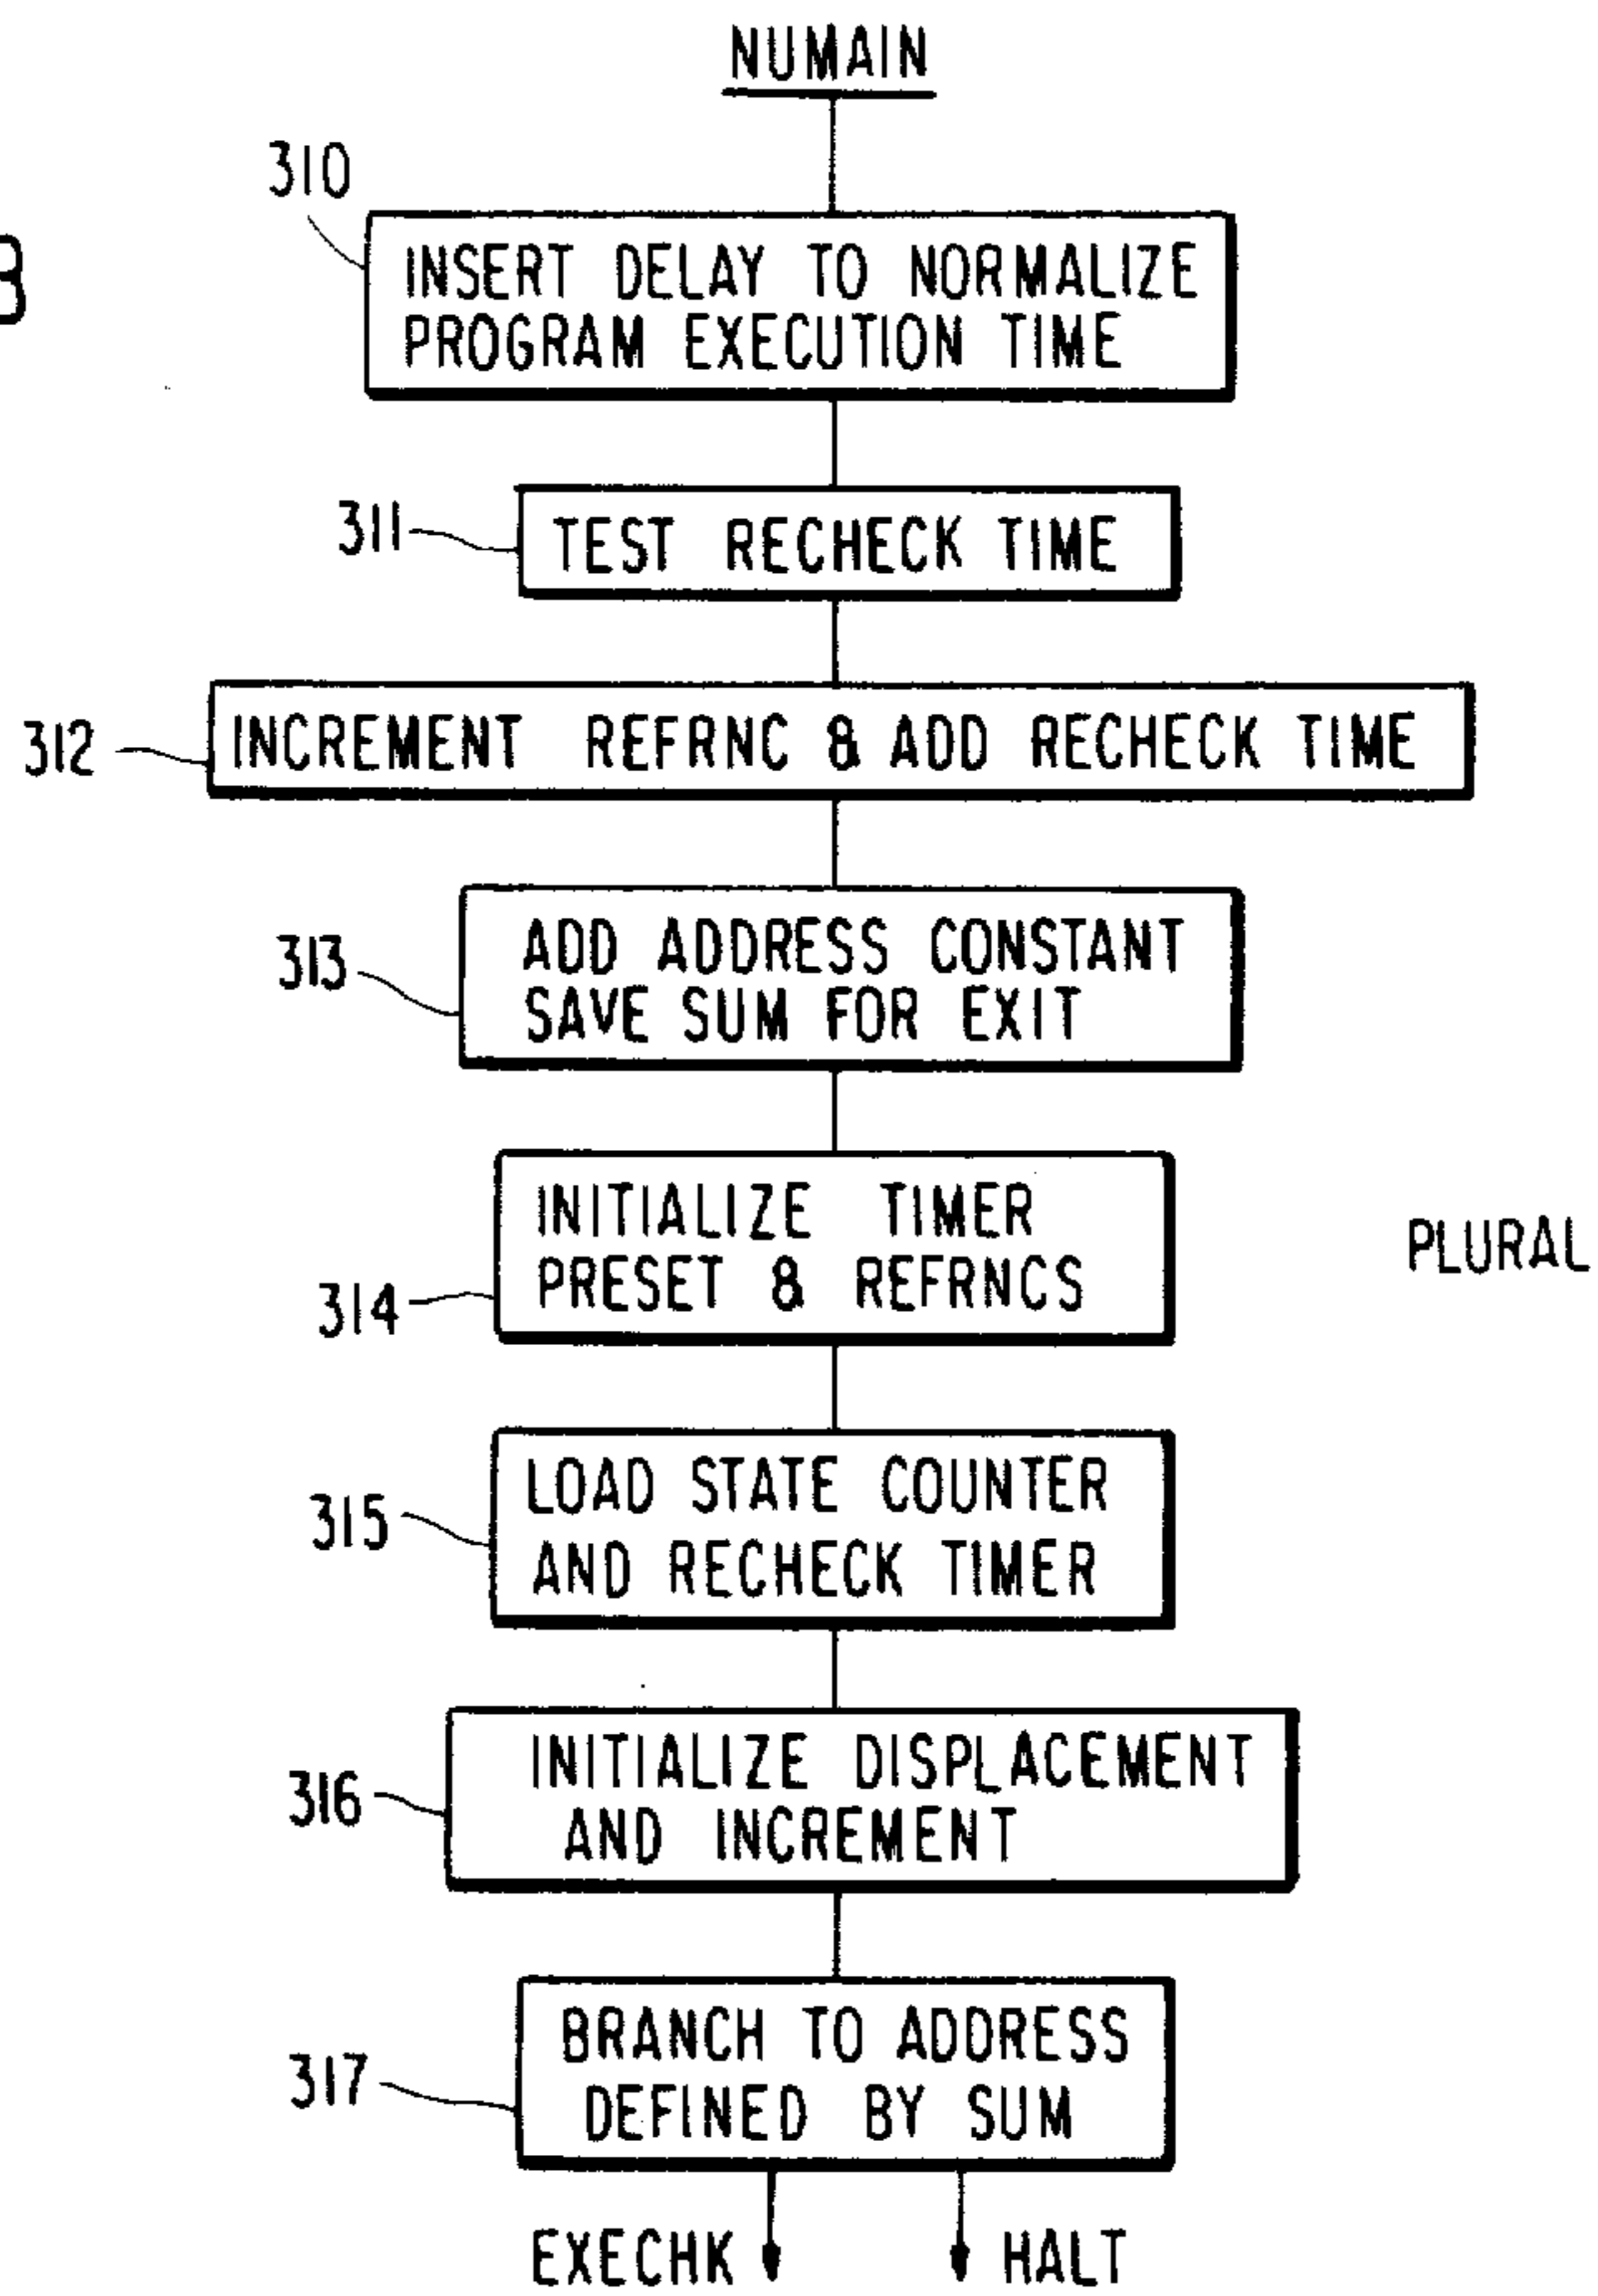 NUMAIN
310
INSERT DELAY TO NORMALIZE
PROGRAM EXECUTION TIME
311
TEST RECHECK TIME
312
INCREMENT REFRNC & ADD RECHECK TIME
313
ADD ADDRESS CONSTANT
SAVE SUM FOR EXIT
314
INITIALIZE TIMER
PRESET & REFRNCS
PLURAL
315
LOAD STATE COUNTER
AND RECHECK TIMER
316
INITIALIZE DISPLACEMENT
AND INCREMENT
317
BRANCH TO ADDRESS
DEFINED BY SUM
EXECHK
HALT